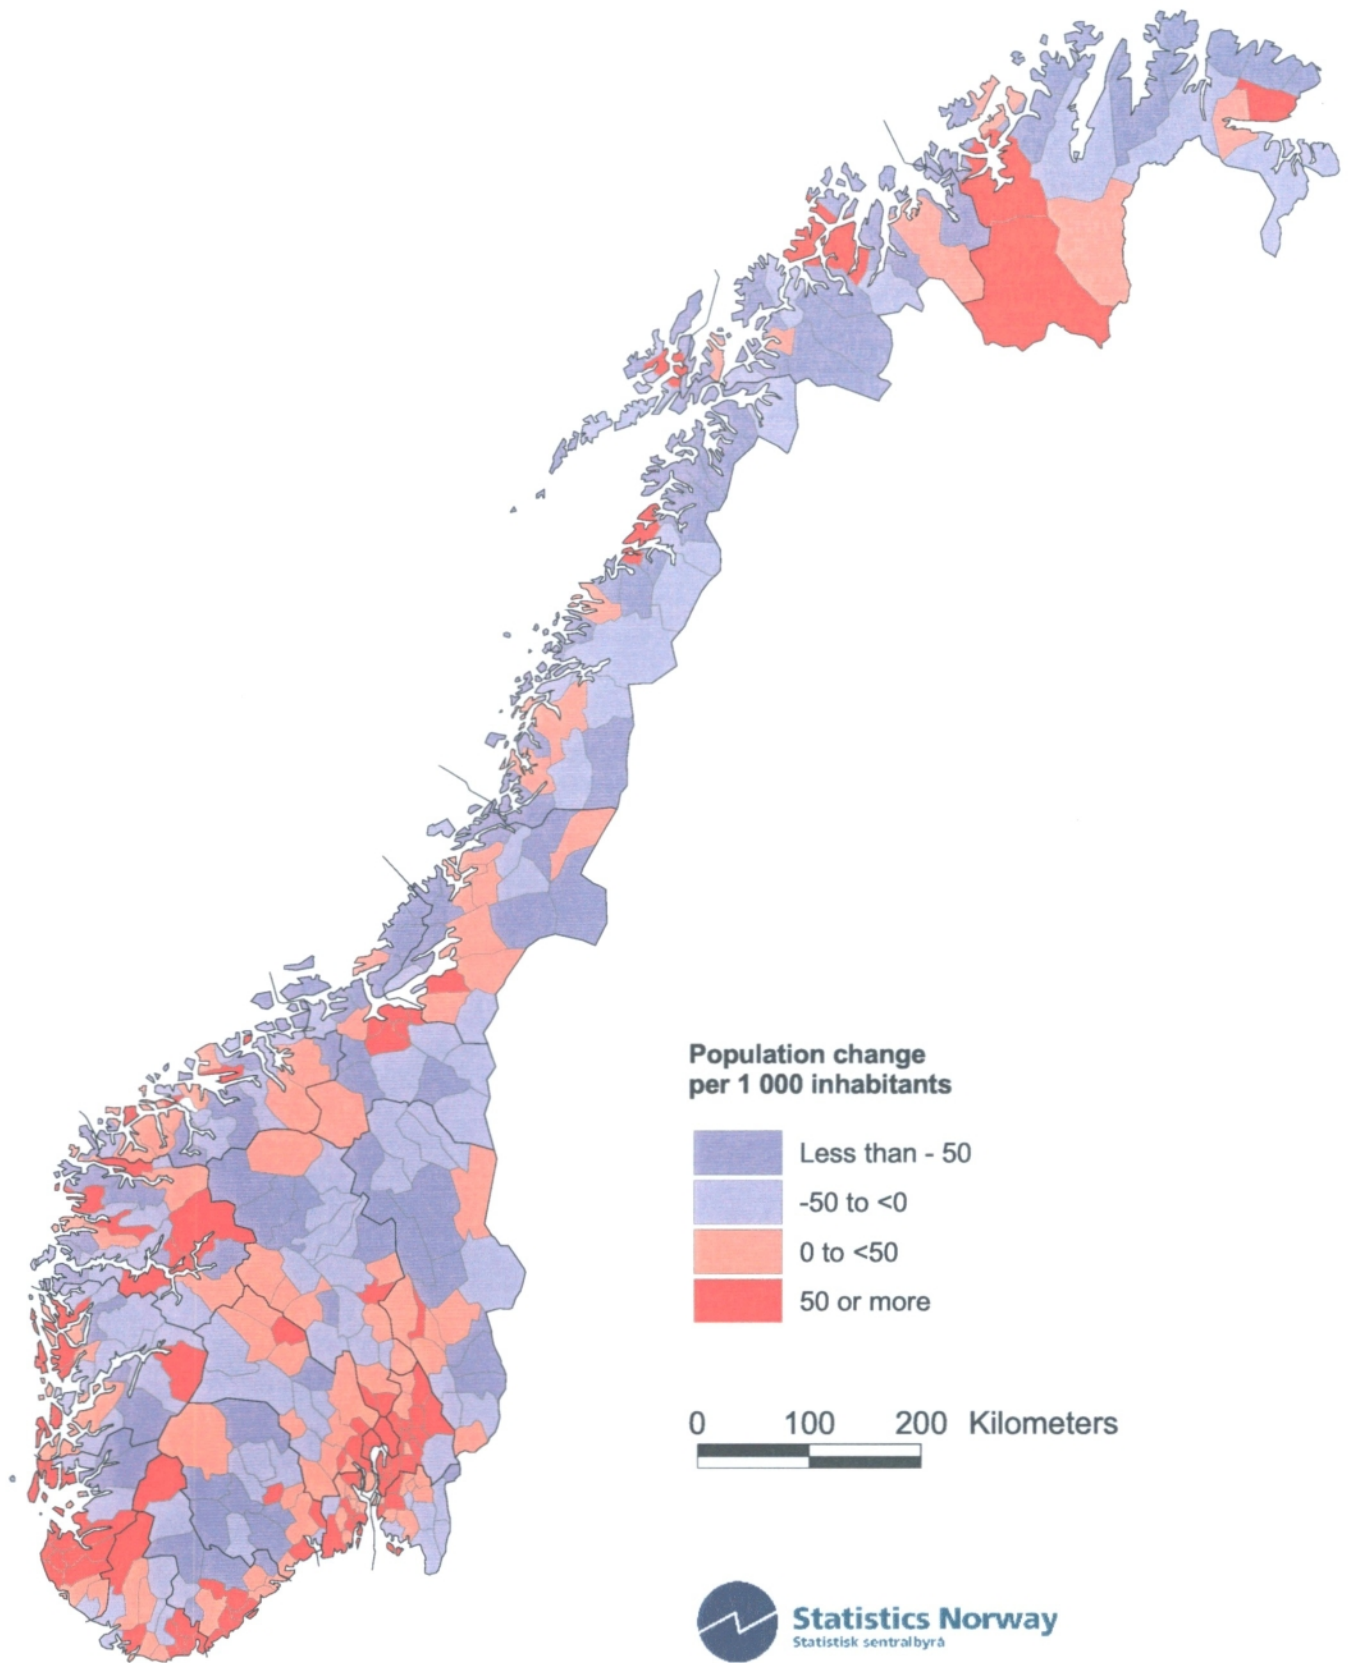 Population change
per 1 000 inhabitants
Less than - 50
-50 to <0
0 to <50
50 or more
0 100 200 Kilometers
Statistics Norway
Statistisk sentralbyrå